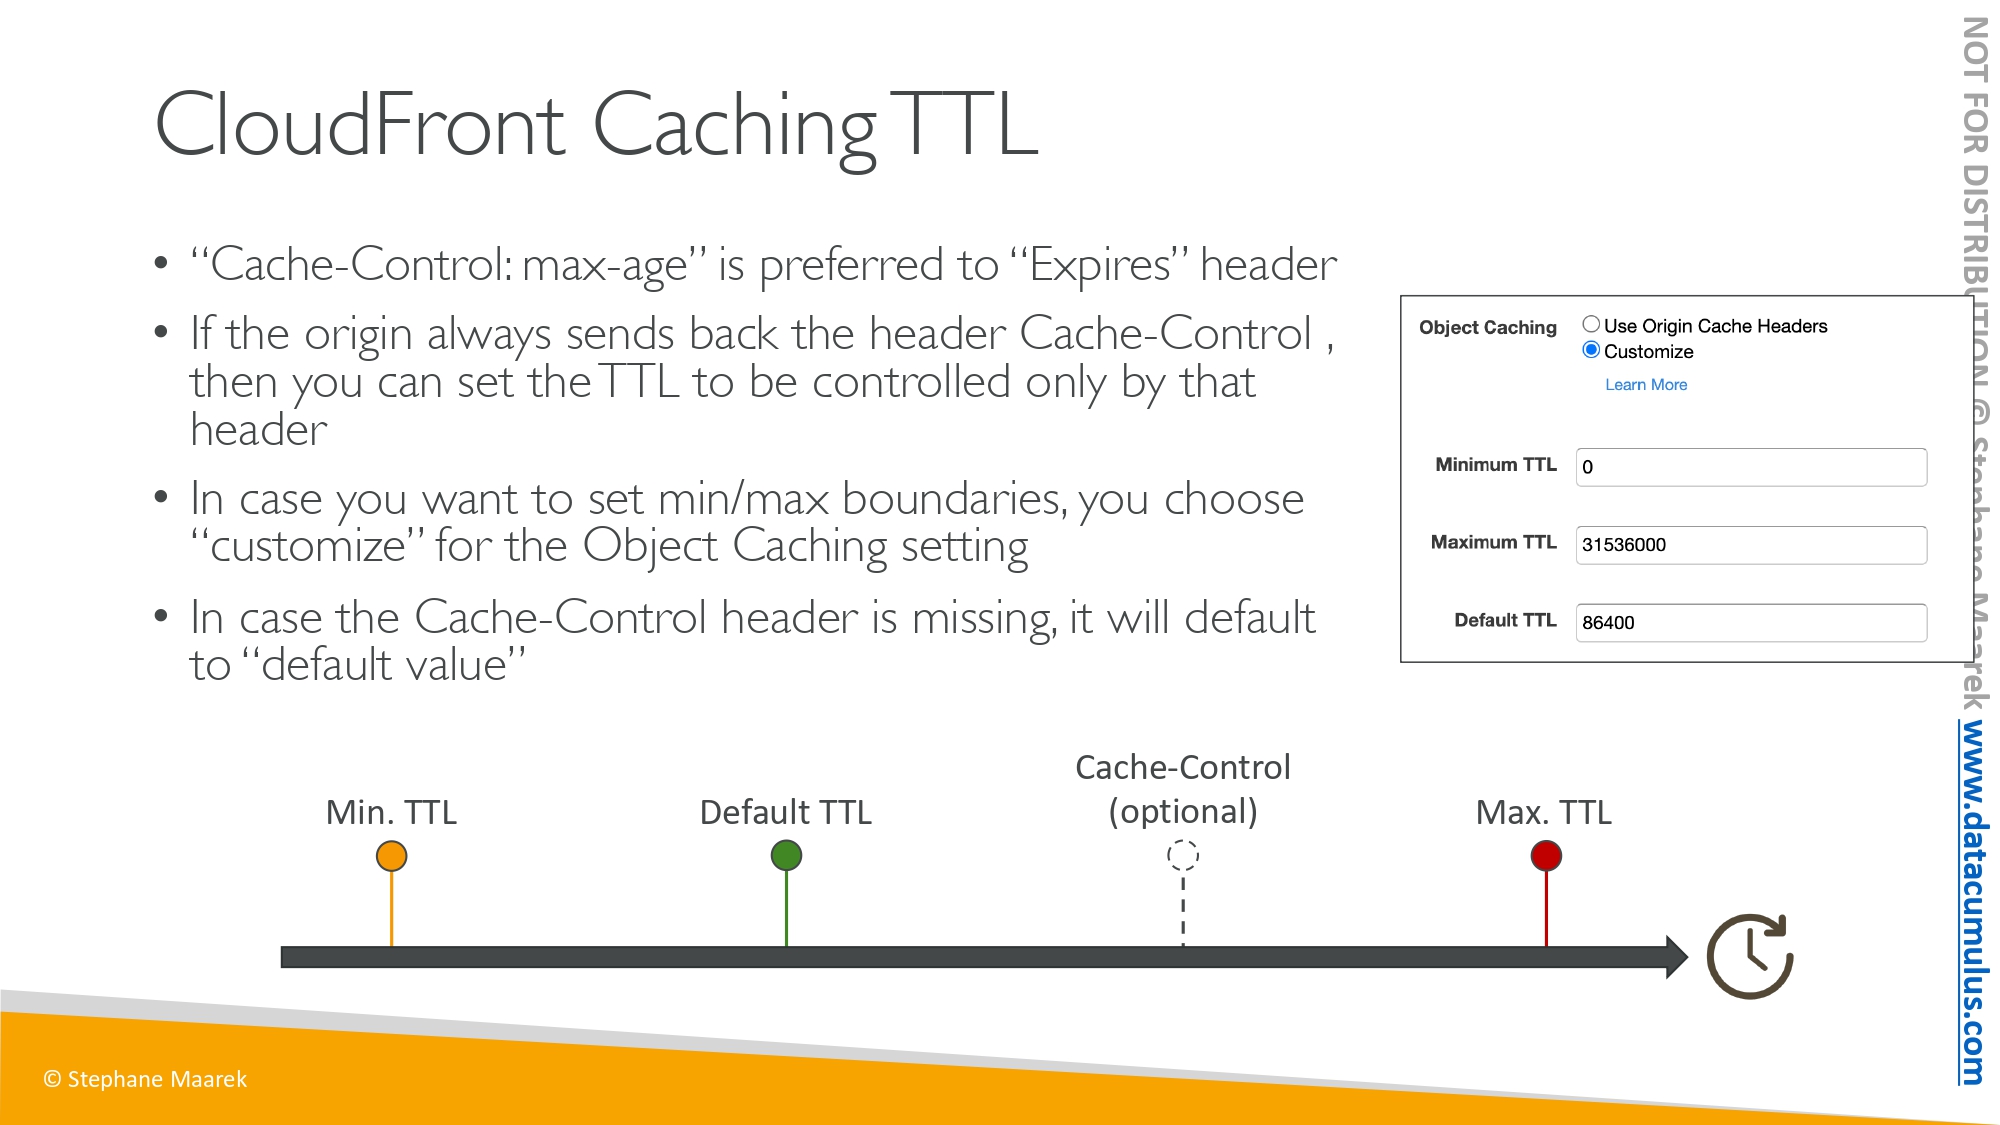 CloudFront Caching TTL
• “Cache-Control: max-age” is preferred to “Expires” header
• If the origin always sends back the header Cache-Control ,
then you can set the TTL to be controlled only by that
header
• In case you want to set min/max boundaries, you choose
“customize” for the Object Caching setting
• In case the Cache-Control header is missing, it will default
to “default value”
Object Caching
Use Origin Cache Headers
Customize
Learn More
Minimum TTL
0
Maximum TTL
31536000
Default TTL
86400
Min. TTL
Default TTL
Cache-Control
(optional)
Max. TTL
© Stephane Maarek
NOT FOR DISTRIBUTION © Stephane Maarek www.datacumulus.com